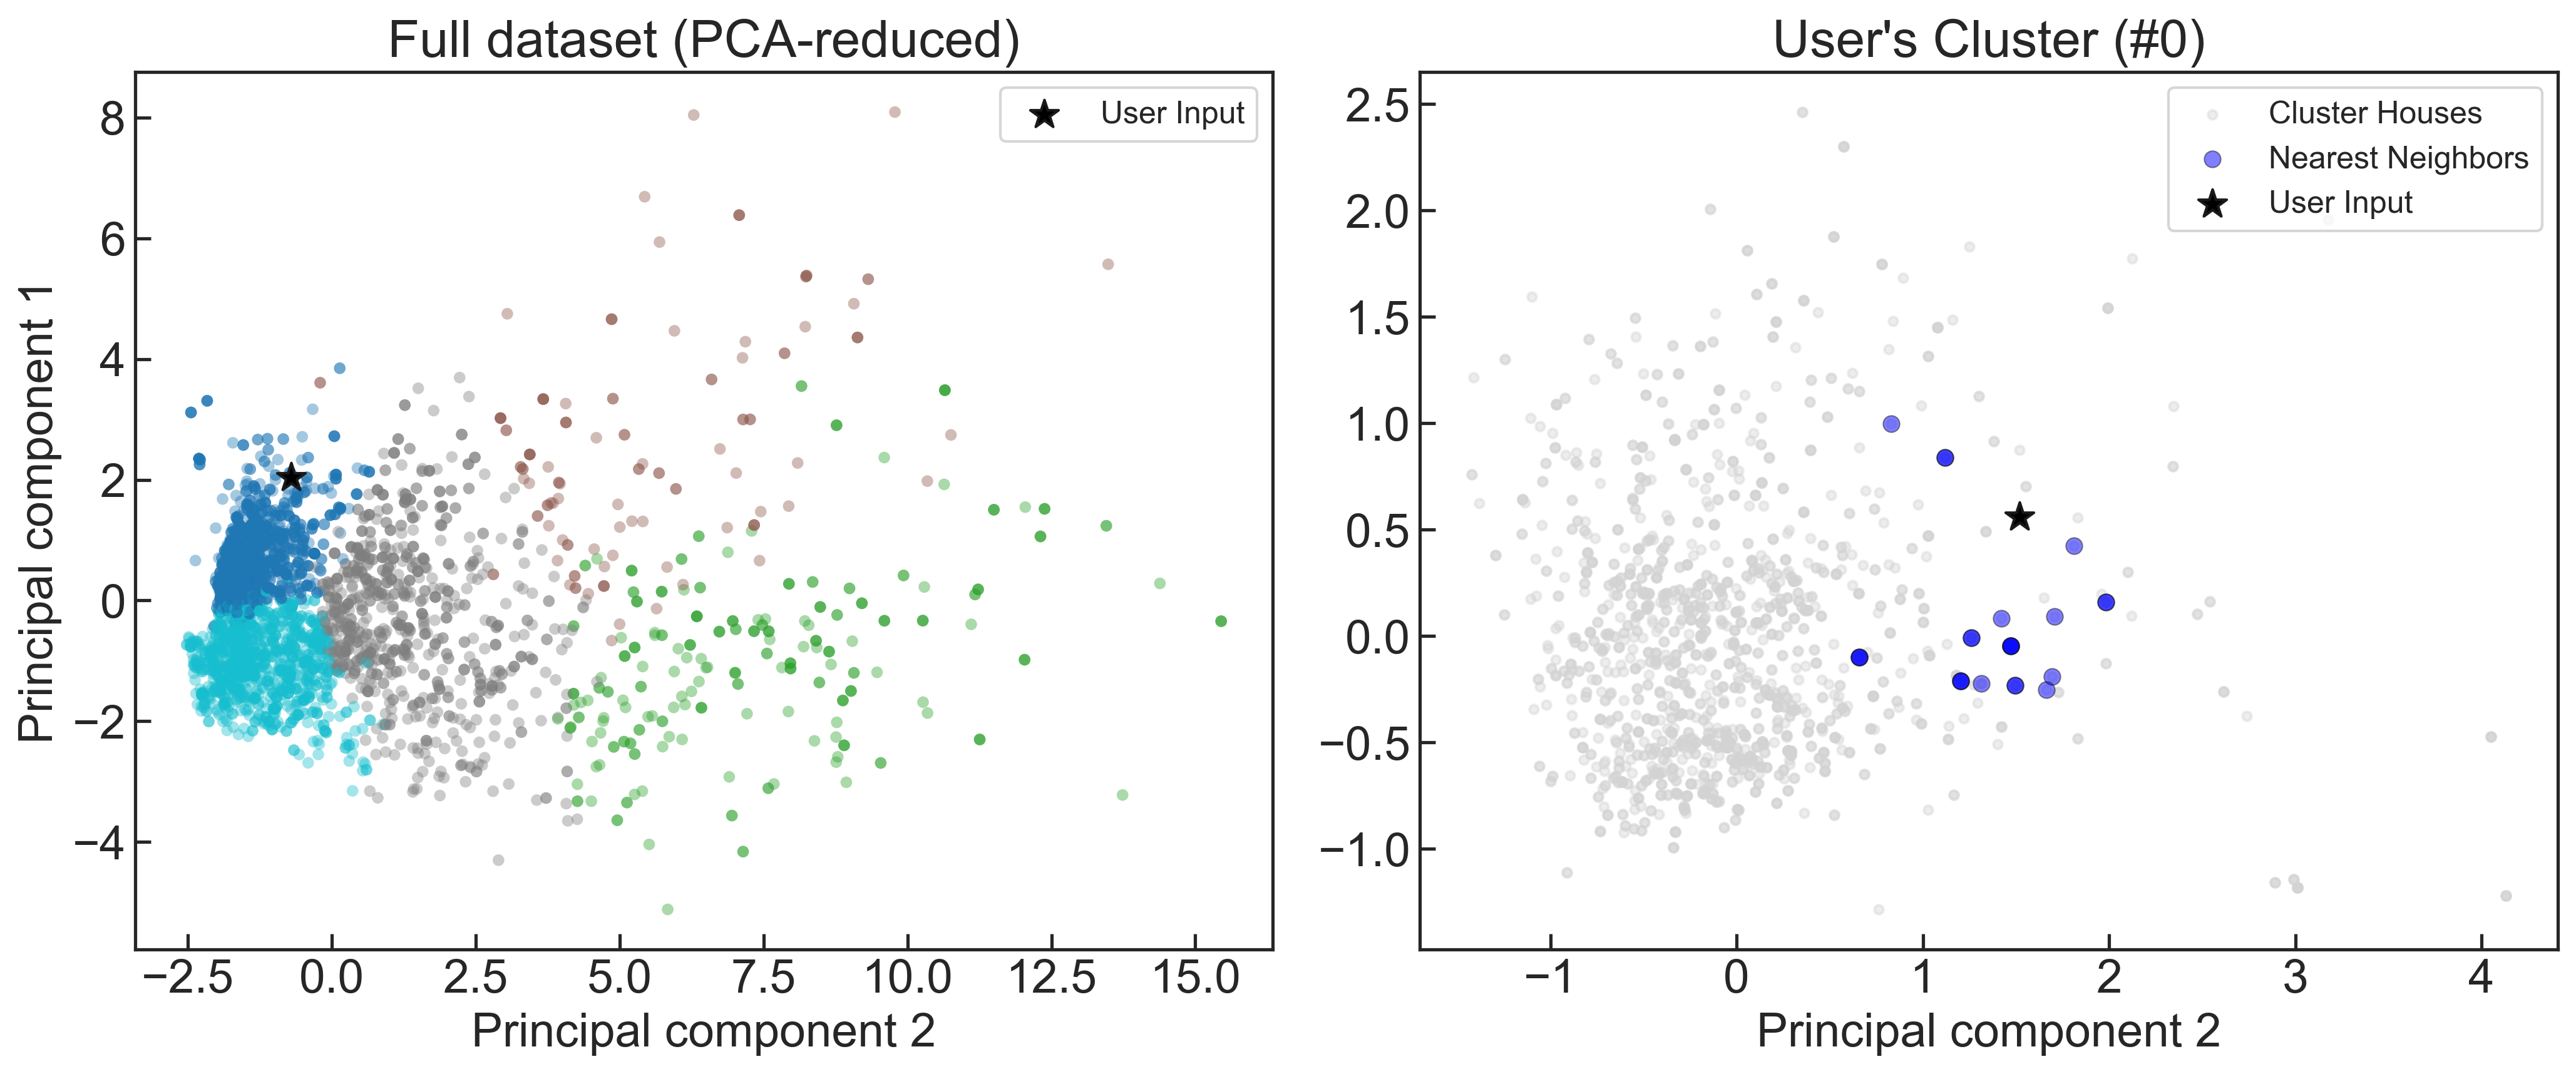 Full dataset (PCA-reduced)
User Input
8
6
4
2
0
−2
−4
Principal component 1
−2.5 0.0 2.5 5.0 7.5 10.0 12.5 15.0
Principal component 2
User's Cluster (#0)
Cluster Houses
Nearest Neighbors
User Input
2.5
2.0
1.5
1.0
0.5
0.0
−0.5
−1.0
−1 0 1 2 3 4
Principal component 2